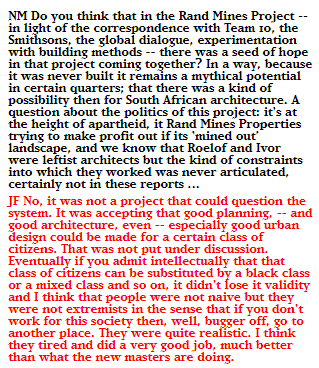 NM Do you think that in the Rand Mines Project --
in light of the correspondence with Team 10, the
Smithsons, the global dialogue, experimentation
with building methods -- there was a seed of hope
in that project coming together? In a way, because
it was never built it remains a mythical potential
in certain quarters; that there was a kind of
possibility then for South African architecture. A
question about the politics of this project: it's at
the height of apartheid, it Rand Mines Properties
trying to make profit out if its 'mined out'
landscape, and we know that Roelof and Ivor
were leftist architects but the kind of constraints
into which they worked was never articulated,
certainly not in these reports ...
JF No, it was not a project that could question the
system. It was accepting that good planning, -- and
good architecture, even -- especially good urban
design could be made for a certain class of
citizens. That was not put under discussion.
Eventually if you admit intellectually that that
class of citizens can be substituted by a black class
or a mixed class and so on, it didn't lose it validity
and I think that people were not naive but they
were not extremists in the sense that if you don't
work for this society then, well, bugger off, go to
another place. They were quite realistic. I think
they tired and did a very good job, much better
than what the new masters are doing.